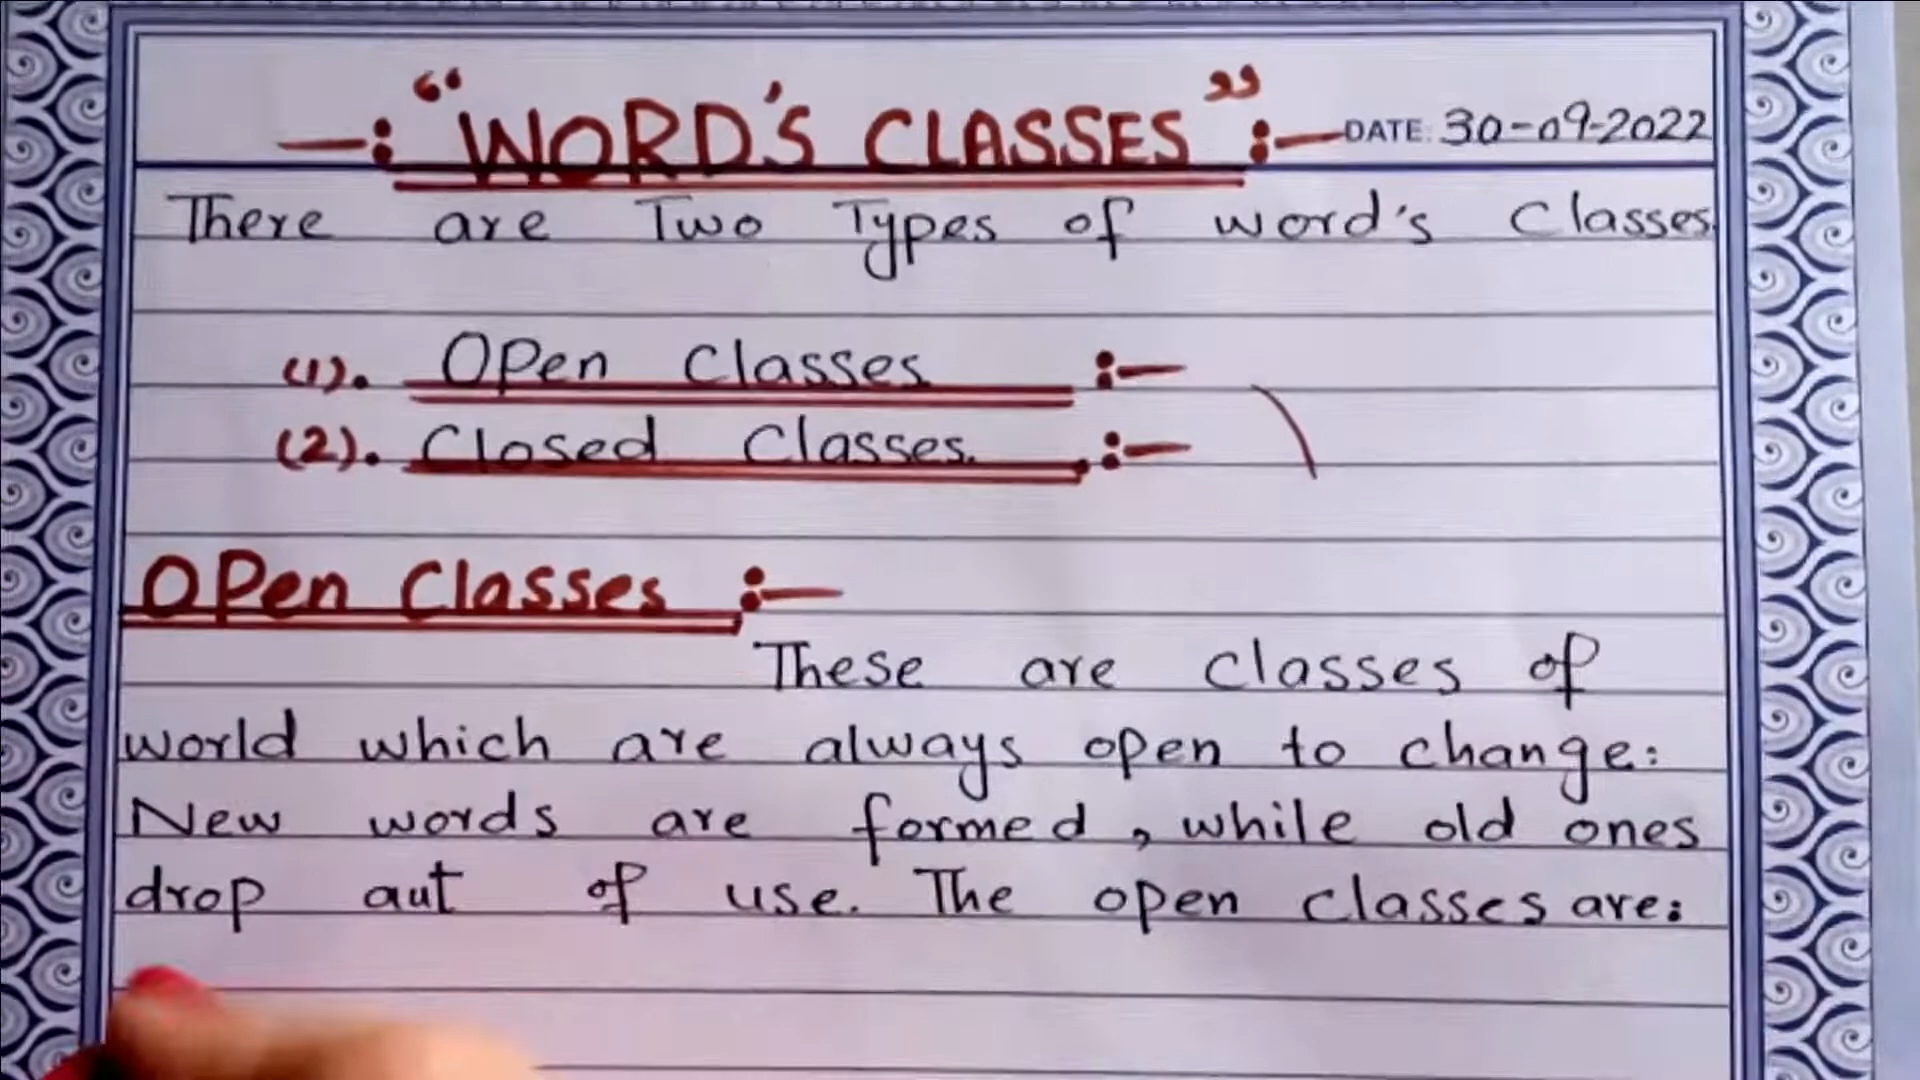 —: “WORD'S CLASSES” :— DATE: 30-09-2022
There are Two Types of word's Classes
(1). Open Classes :—
(2). Closed Classes. :—
Open Classes :—
These are classes of
world which are always open to change:
New words are formed, while old ones
drop aut of use. The open classes are: